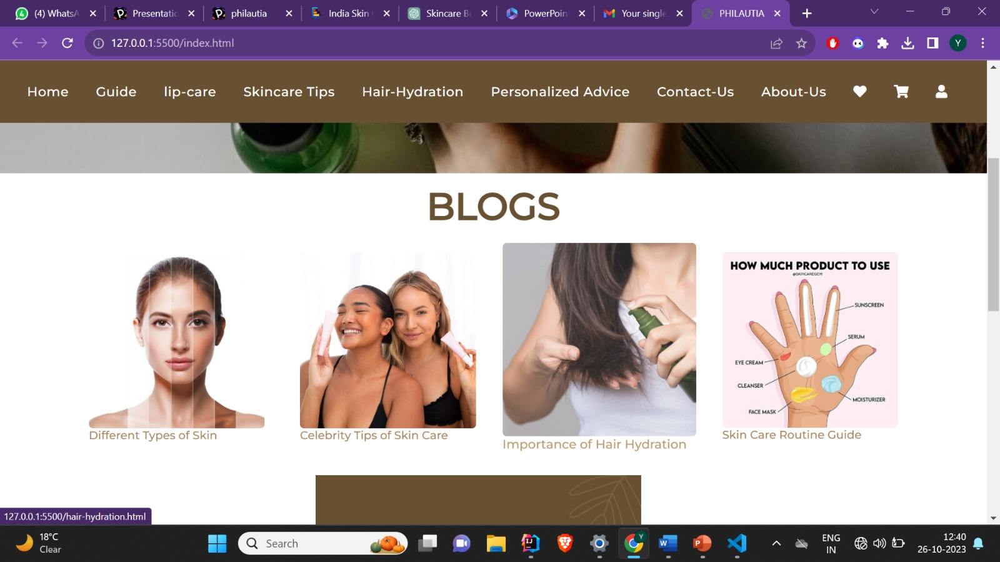 (4) WhatsA
Presentatic
philautia
India Skin
Skincare B
PowerPoin
Your single
PHILAUTIA
127.0.0.1:5500/index.html
Y
Home Guide lip-care Skincare Tips Hair-Hydration Personalized Advice Contact-Us About-Us
BLOGS
HOW MUCH PRODUCT TO USE
@SKINCAREGEM
SUNSCREEN
SERUM
EYE CREAM
CLEANSER
MOISTURIZER
FACE MASK
Different Types of Skin
Celebrity Tips of Skin Care
Importance of Hair Hydration
Skin Care Routine Guide
127.0.0.1:5500/hair-hydration.html
18°C
Clear
Search
ENG
IN
12:40
26-10-2023